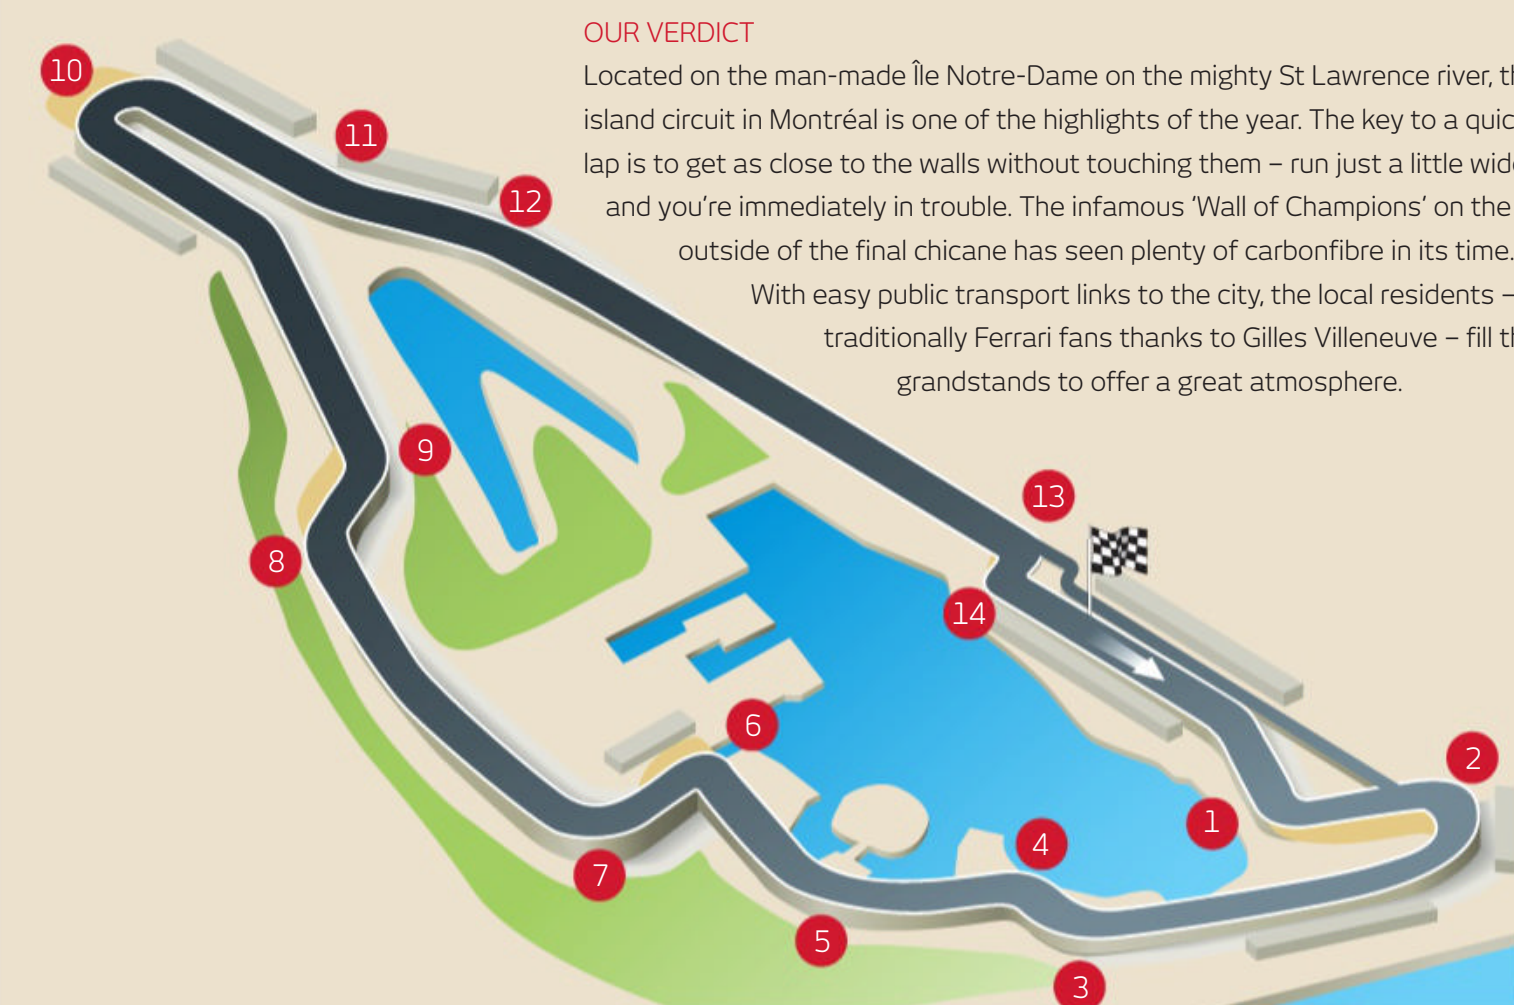 OUR VERDICT
Located on the man-made Île Notre-Dame on the mighty St Lawrence river,
island circuit in Montréal is one of the highlights of the year. The key to a
lap is to get as close to the walls without touching them – run just a little
and you're immediately in trouble. The infamous 'Wall of Champions' on the
outside of the final chicane has seen plenty of carbonfibre in its time.
With easy public transport links to the city, the local residents –
traditionally Ferrari fans thanks to Gilles Villeneuve – fill
grandstands to offer a great atmosphere.
10
11
12
9
13
8
14
6
2
1
4
7
5
3